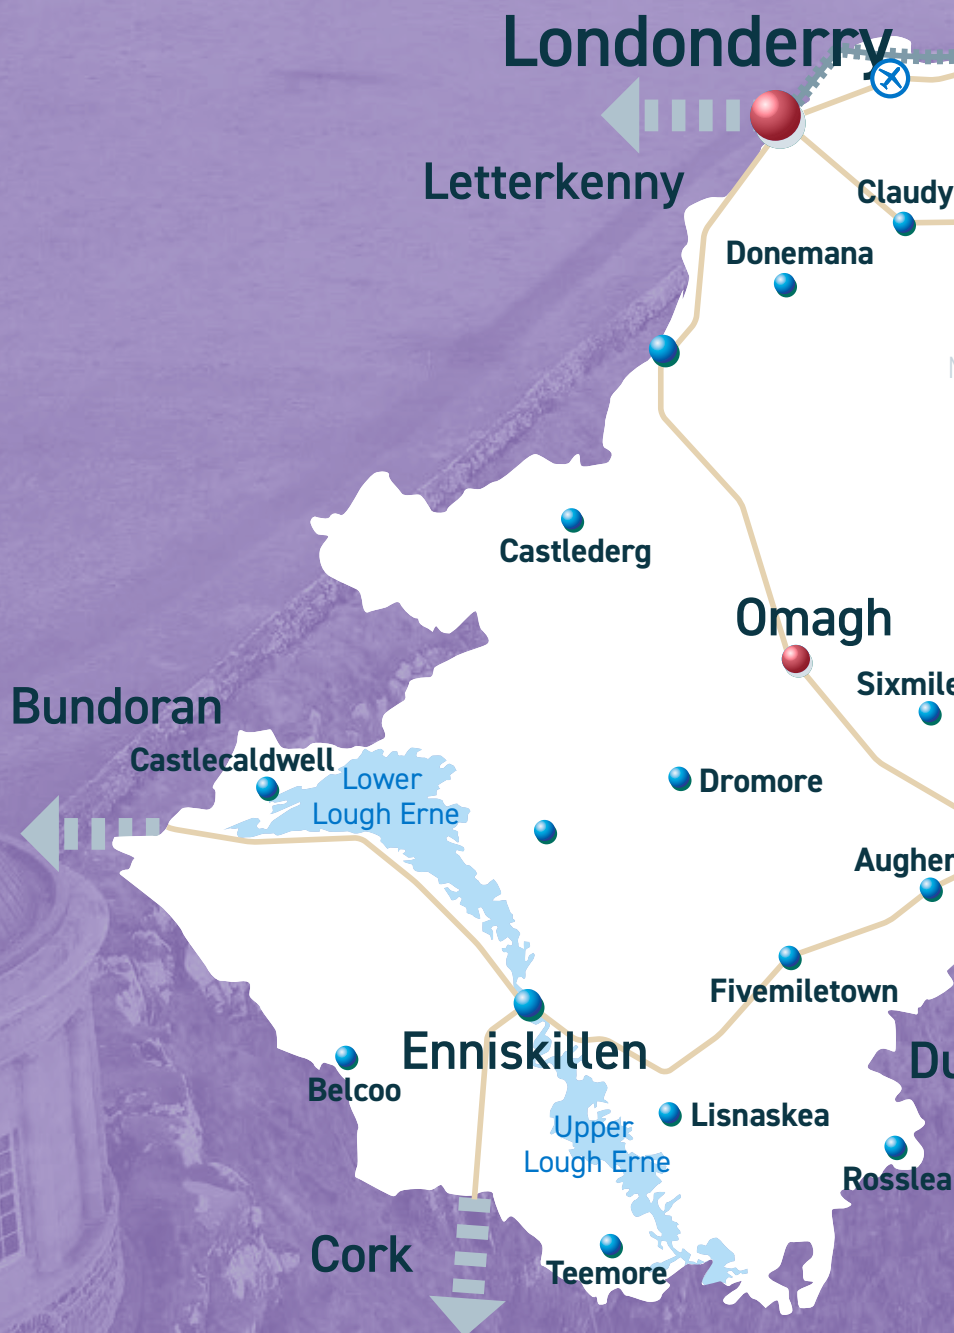 Londonderry
Letterkenny
Claudy
Donemana
Castlederg
Omagh
Sixmile
Bundoran
Castlecaldwell
Lower
Lough Erne
Dromore
Augher
Fivemiletown
Enniskillen
Du
Belcoo
Lisnaskea
Upper
Lough Erne
Rosslea
Cork
Teemore